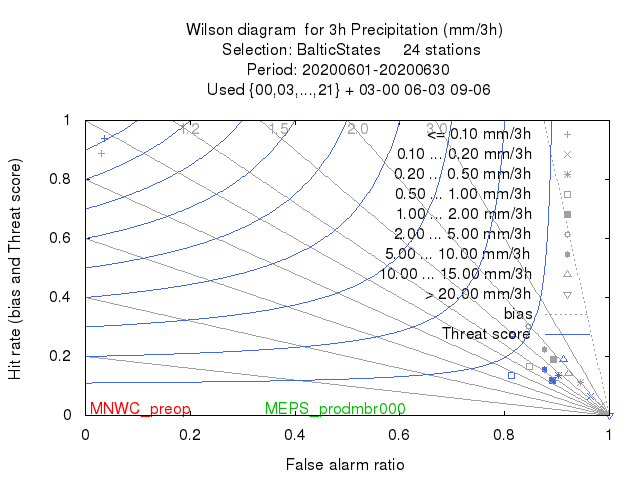 Wilson diagram  for 3h Precipitation (mm/3h)
Selection: BalticStates     24 stations
Period: 20200601-20200630
Used {00,03,...,21} + 03-00 06-03 09-06
1.2 1.5 2.0 3.0
<= 0.10 mm/3h
0.10 ... 0.20 mm/3h
0.20 ... 0.50 mm/3h
0.50 ... 1.00 mm/3h
1.00 ... 2.00 mm/3h
2.00 ... 5.00 mm/3h
5.00 ... 10.00 mm/3h
10.00 ... 15.00 mm/3h
> 20.00 mm/3h
bias
Threat score
Hit rate (bias and Threat score)
1
0.8
0.6
0.4
0.2
0
MNWC_preop MEPS_prodmbr000
0 0.2 0.4 0.6 0.8 1
False alarm ratio